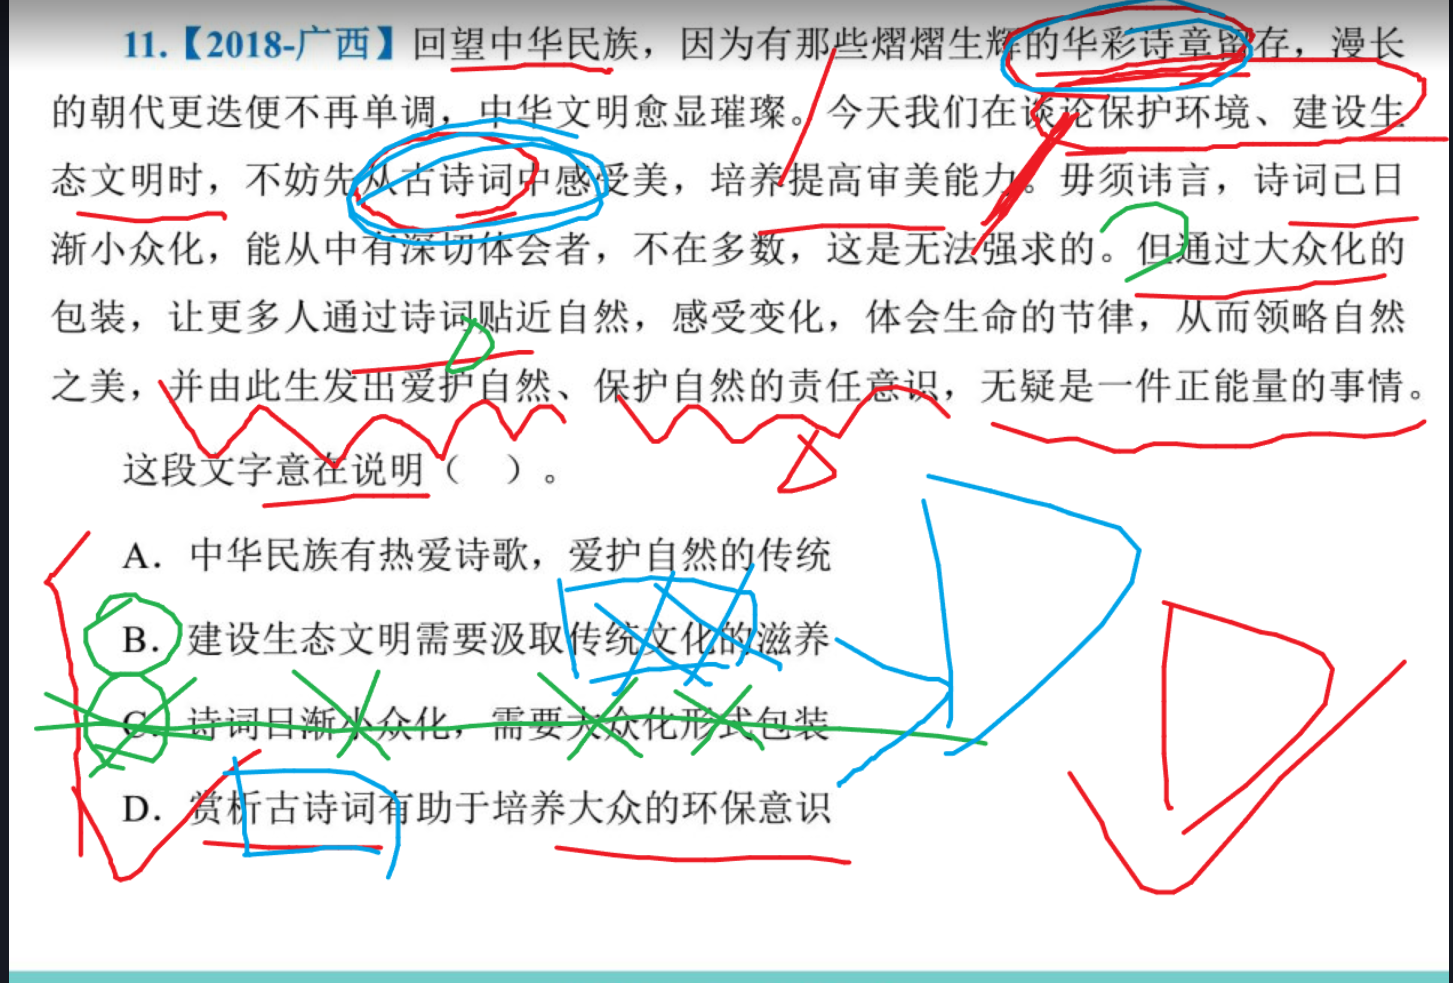 11.【2018-广西】回望中华民族，因为有那些熠熠生辉的华彩诗章留存，漫长
的朝代更迭便不再单调，中华文明愈显璀璨。今天我们在谈论保护环境、建设生
态文明时，不妨先从古诗词中感受美，培养提高审美能力。毋须讳言，诗词已日
渐小众化，能从中有深切体会者，不在多数，这是无法强求的。但通过大众化的
包装，让更多人通过诗词贴近自然，感受变化，体会生命的节律，从而领略自然
之美，并由此生发出爱护自然、保护自然的责任意识，无疑是一件正能量的事情。
这段文字意在说明（　）。
A．中华民族有热爱诗歌，爱护自然的传统
B．建设生态文明需要汲取传统文化的滋养
C．诗词日渐小众化，需要大众化形式包装
D．赏析古诗词有助于培养大众的环保意识